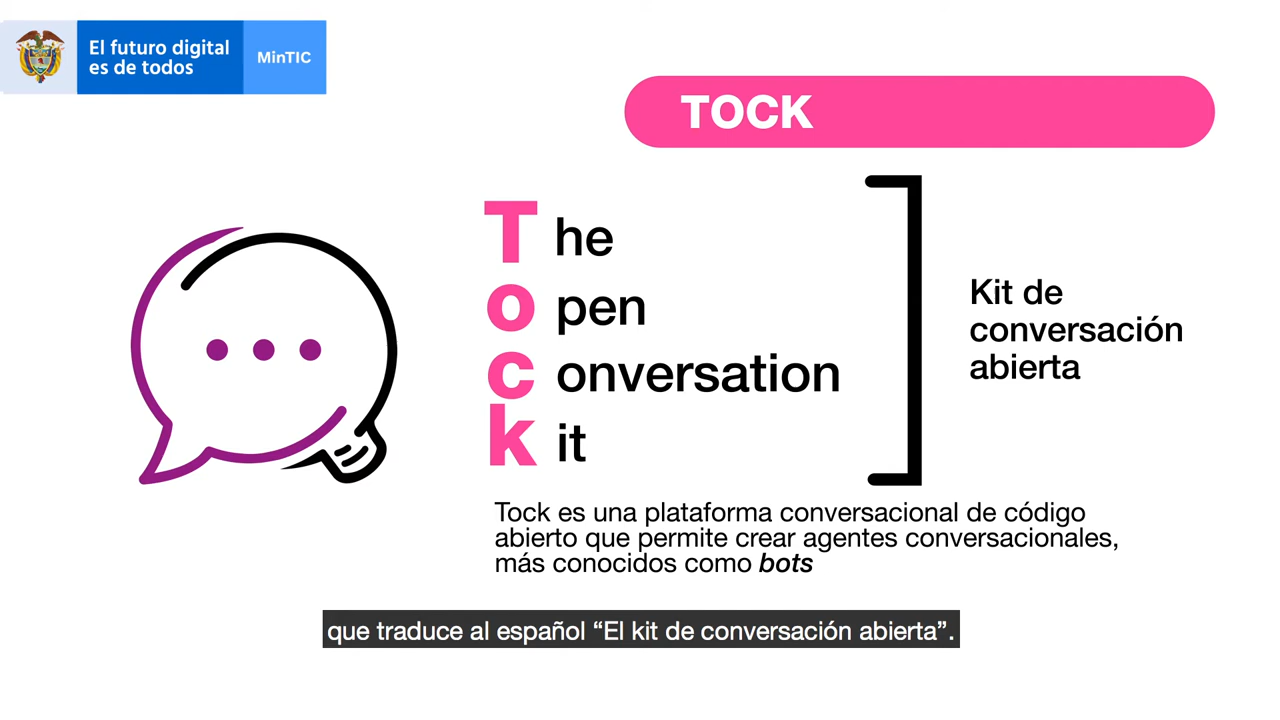 El futuro digital
es de todos
MinTIC
TOCK
The
open
conversation
kit
Kit de
conversación
abierta
Tock es una plataforma conversacional de código
abierto que permite crear agentes conversacionales,
más conocidos como bots
que traduce al español “El kit de conversación abierta”.